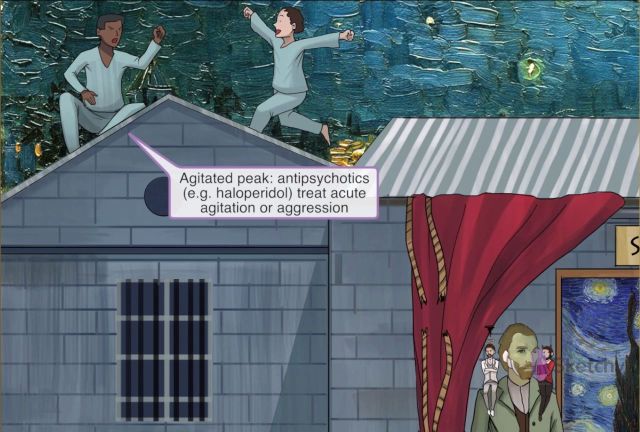 Agitated peak: antipsychotics
(e.g. haloperidol) treat acute
agitation or aggression
S